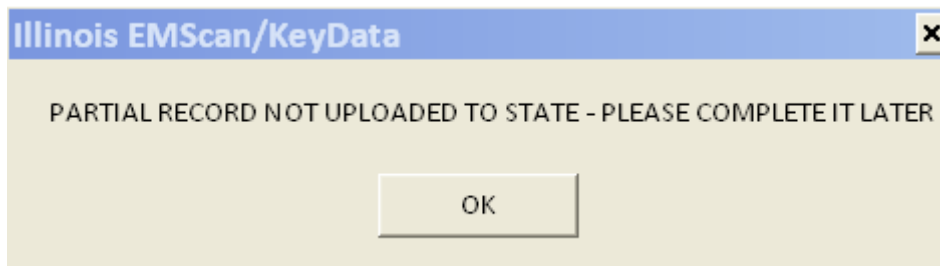 Illinois EMScan/KeyData
PARTIAL RECORD NOT UPLOADED TO STATE - PLEASE COMPLETE IT LATER
OK